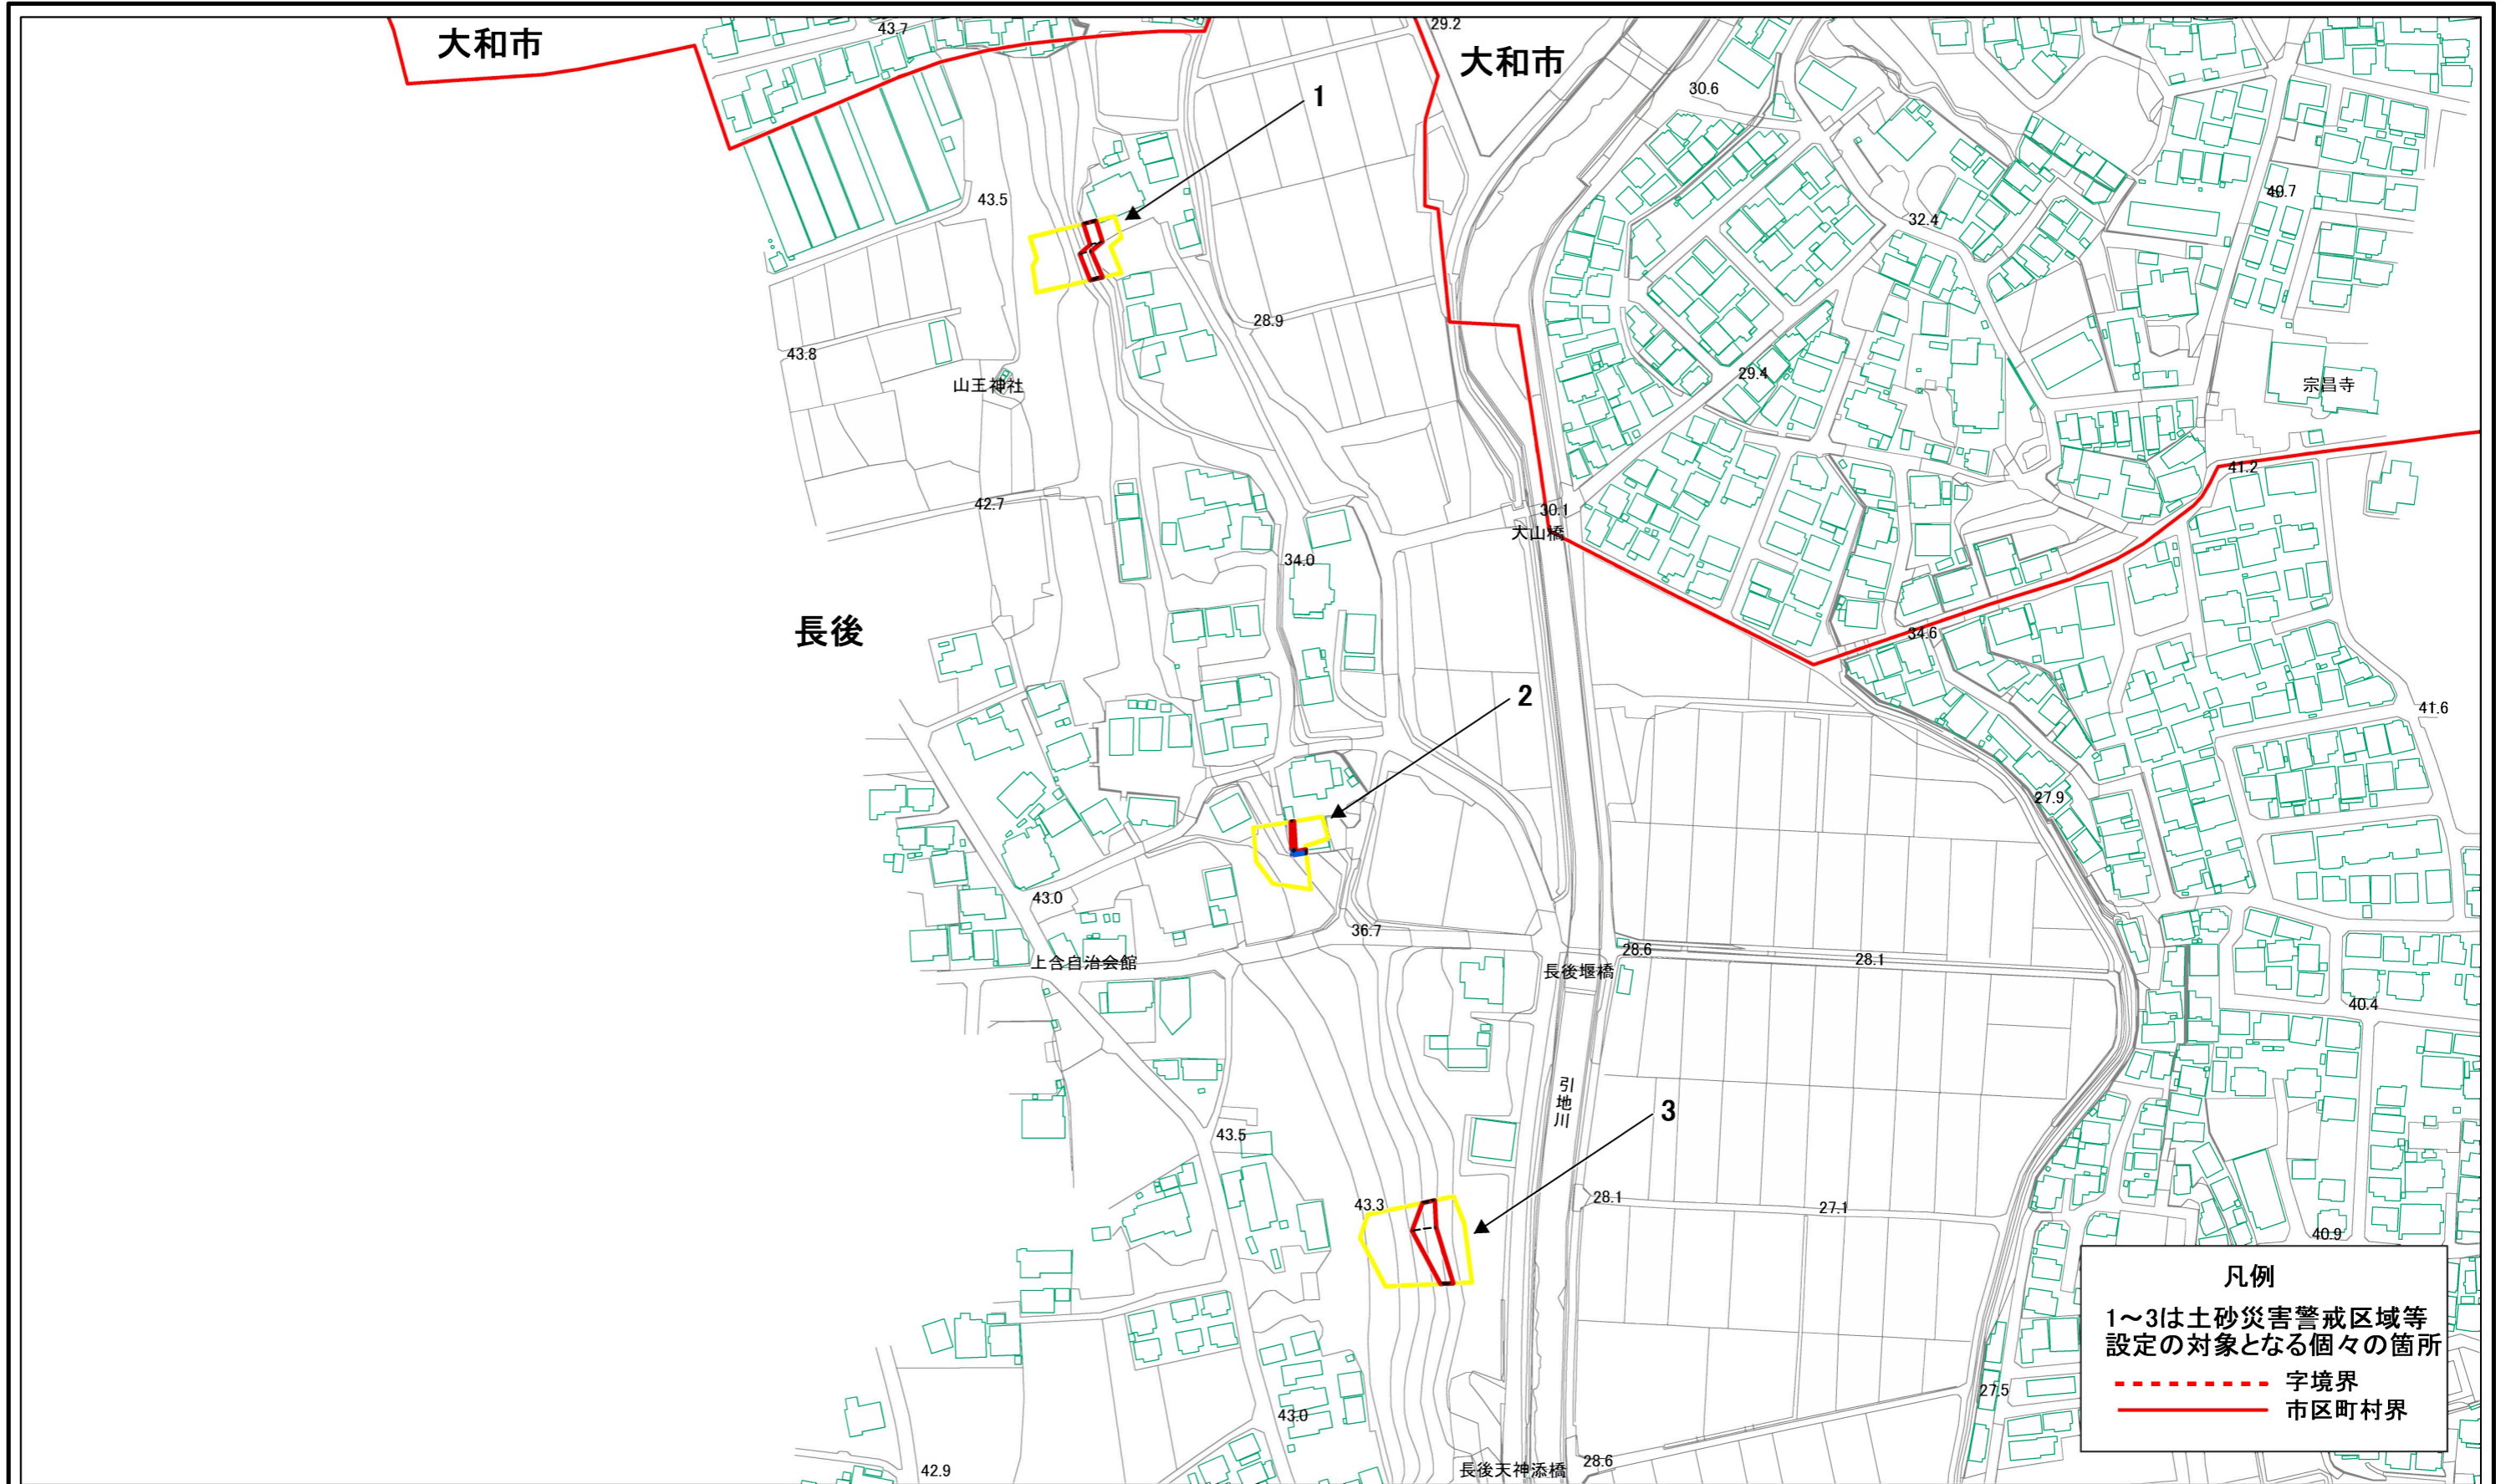 大和市
43.7
29.2
大和市
30.6
1
40.7
43.5
32.4
28.9
43.8
29.4
山王神社
宗昌寺
41.2
42.7
30.1
大山橋
34.0
長後
34.6
2
41.6
27.9
43.0
36.7
28.6
28.1
上合自治会館
長後堰橋
40.4
引地川
3
43.5
28.1
43.3
27.1
40.9
凡例
1～3は土砂災害警戒区域等
設定の対象となる個々の箇所
字境界
市区町村界
27.5
43.0
28.6
42.9
長後天神添橋